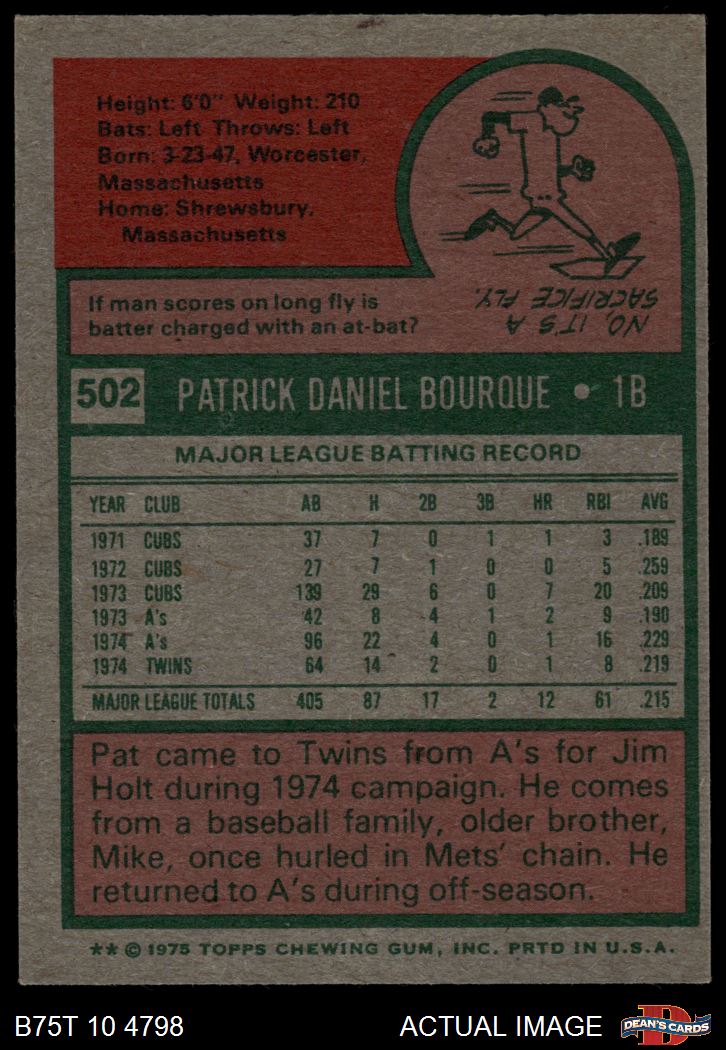 Height: 6'0" Weight: 210
Bats: Left Throws: Left
Born: 3-23-47, Worcester,
Massachusetts
Home: Shrewsbury,
Massachusetts
If man scores on long fly is
batter charged with an at-bat?
NO, IT'S A
SACRIFICE FLY.
502 PATRICK DANIEL BOURQUE • 1B
MAJOR LEAGUE BATTING RECORD
YEAR CLUB AB H 2B 3B HR RBI AVG
1971 CUBS 37 7 0 1 1 3 .189
1972 CUBS 27 7 1 0 0 5 .259
1973 CUBS 139 29 6 0 7 20 .209
1973 A's 42 8 4 1 2 9 .190
1974 A's 96 22 4 0 1 16 .229
1974 TWINS 64 14 2 0 1 8 .219
MAJOR LEAGUE TOTALS 405 87 17 2 12 61 .215
Pat came to Twins from A's for Jim
Holt during 1974 campaign. He comes
from a baseball family, older brother,
Mike, once hurled in Mets' chain. He
returned to A's during off-season.
** © 1975 TOPPS CHEWING GUM, INC. PRTD IN U.S.A.
B75T 10 4798 ACTUAL IMAGE
D
DEAN'S CARDS